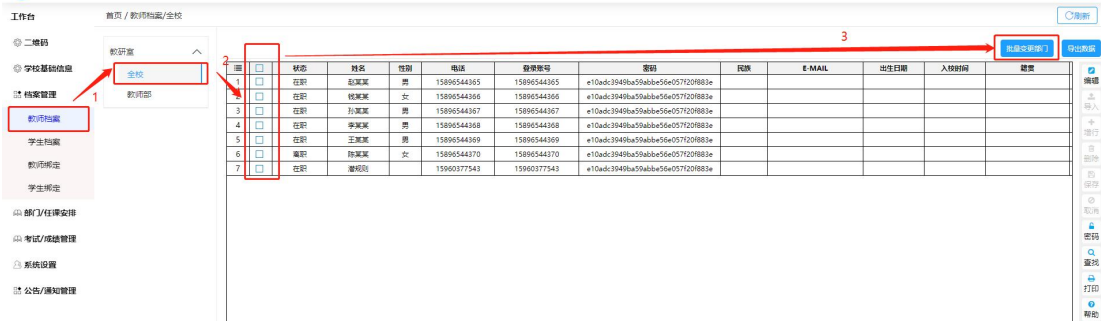 工作台
首页 / 教师档案/全校
刷新
二维码
学校基础信息
档案管理
教师档案
学生档案
教师绑定
学生绑定
部门/任课安排
考试/成绩管理
系统设置
公告/通知管理
教研室
全校
教师部
1
2
3
批量变更部门
导出数据
状态 姓名 性别 电话 登录账号 密码 民族 E-MAIL 出生日期 入校时间 籍贯
1 在职 赵某某 男 15896544365 15896544365 e10adc3949ba59abbe56e057f20f883e
2 在职 钱某某 女 15896544366 15896544366 e10adc3949ba59abbe56e057f20f883e
3 在职 孙某某 男 15896544367 15896544367 e10adc3949ba59abbe56e057f20f883e
4 在职 李某某 男 15896544368 15896544368 e10adc3949ba59abbe56e057f20f883e
5 在职 王某某 男 15896544369 15896544369 e10adc3949ba59abbe56e057f20f883e
6 离职 陈某某 女 15896544370 15896544370 e10adc3949ba59abbe56e057f20f883e
7 在职 潜规则 15960377543 15960377543 e10adc3949ba59abbe56e057f20f883e
编辑
导入
增行
删除
保存
取消
密码
查找
打印
帮助